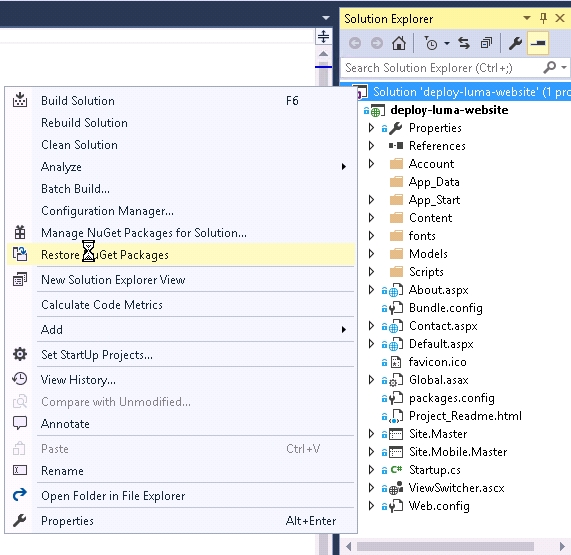 Solution Explorer
Search Solution Explorer (Ctrl+;)
Solution 'deploy-luma-website' (1 pro
deploy-luma-website
Properties
References
Account
App_Data
App_Start
Content
fonts
Models
Scripts
About.aspx
Bundle.config
Contact.aspx
Default.aspx
favicon.ico
Global.asax
packages.config
Project_Readme.html
Site.Master
Site.Mobile.Master
Startup.cs
ViewSwitcher.ascx
Web.config
Build Solution F6
Rebuild Solution
Clean Solution
Analyze
Batch Build...
Configuration Manager...
Manage NuGet Packages for Solution...
Restore NuGet Packages
New Solution Explorer View
Calculate Code Metrics
Add
Set StartUp Projects...
View History...
Compare with Unmodified...
Annotate
Paste Ctrl+V
Rename
Open Folder in File Explorer
Properties Alt+Enter